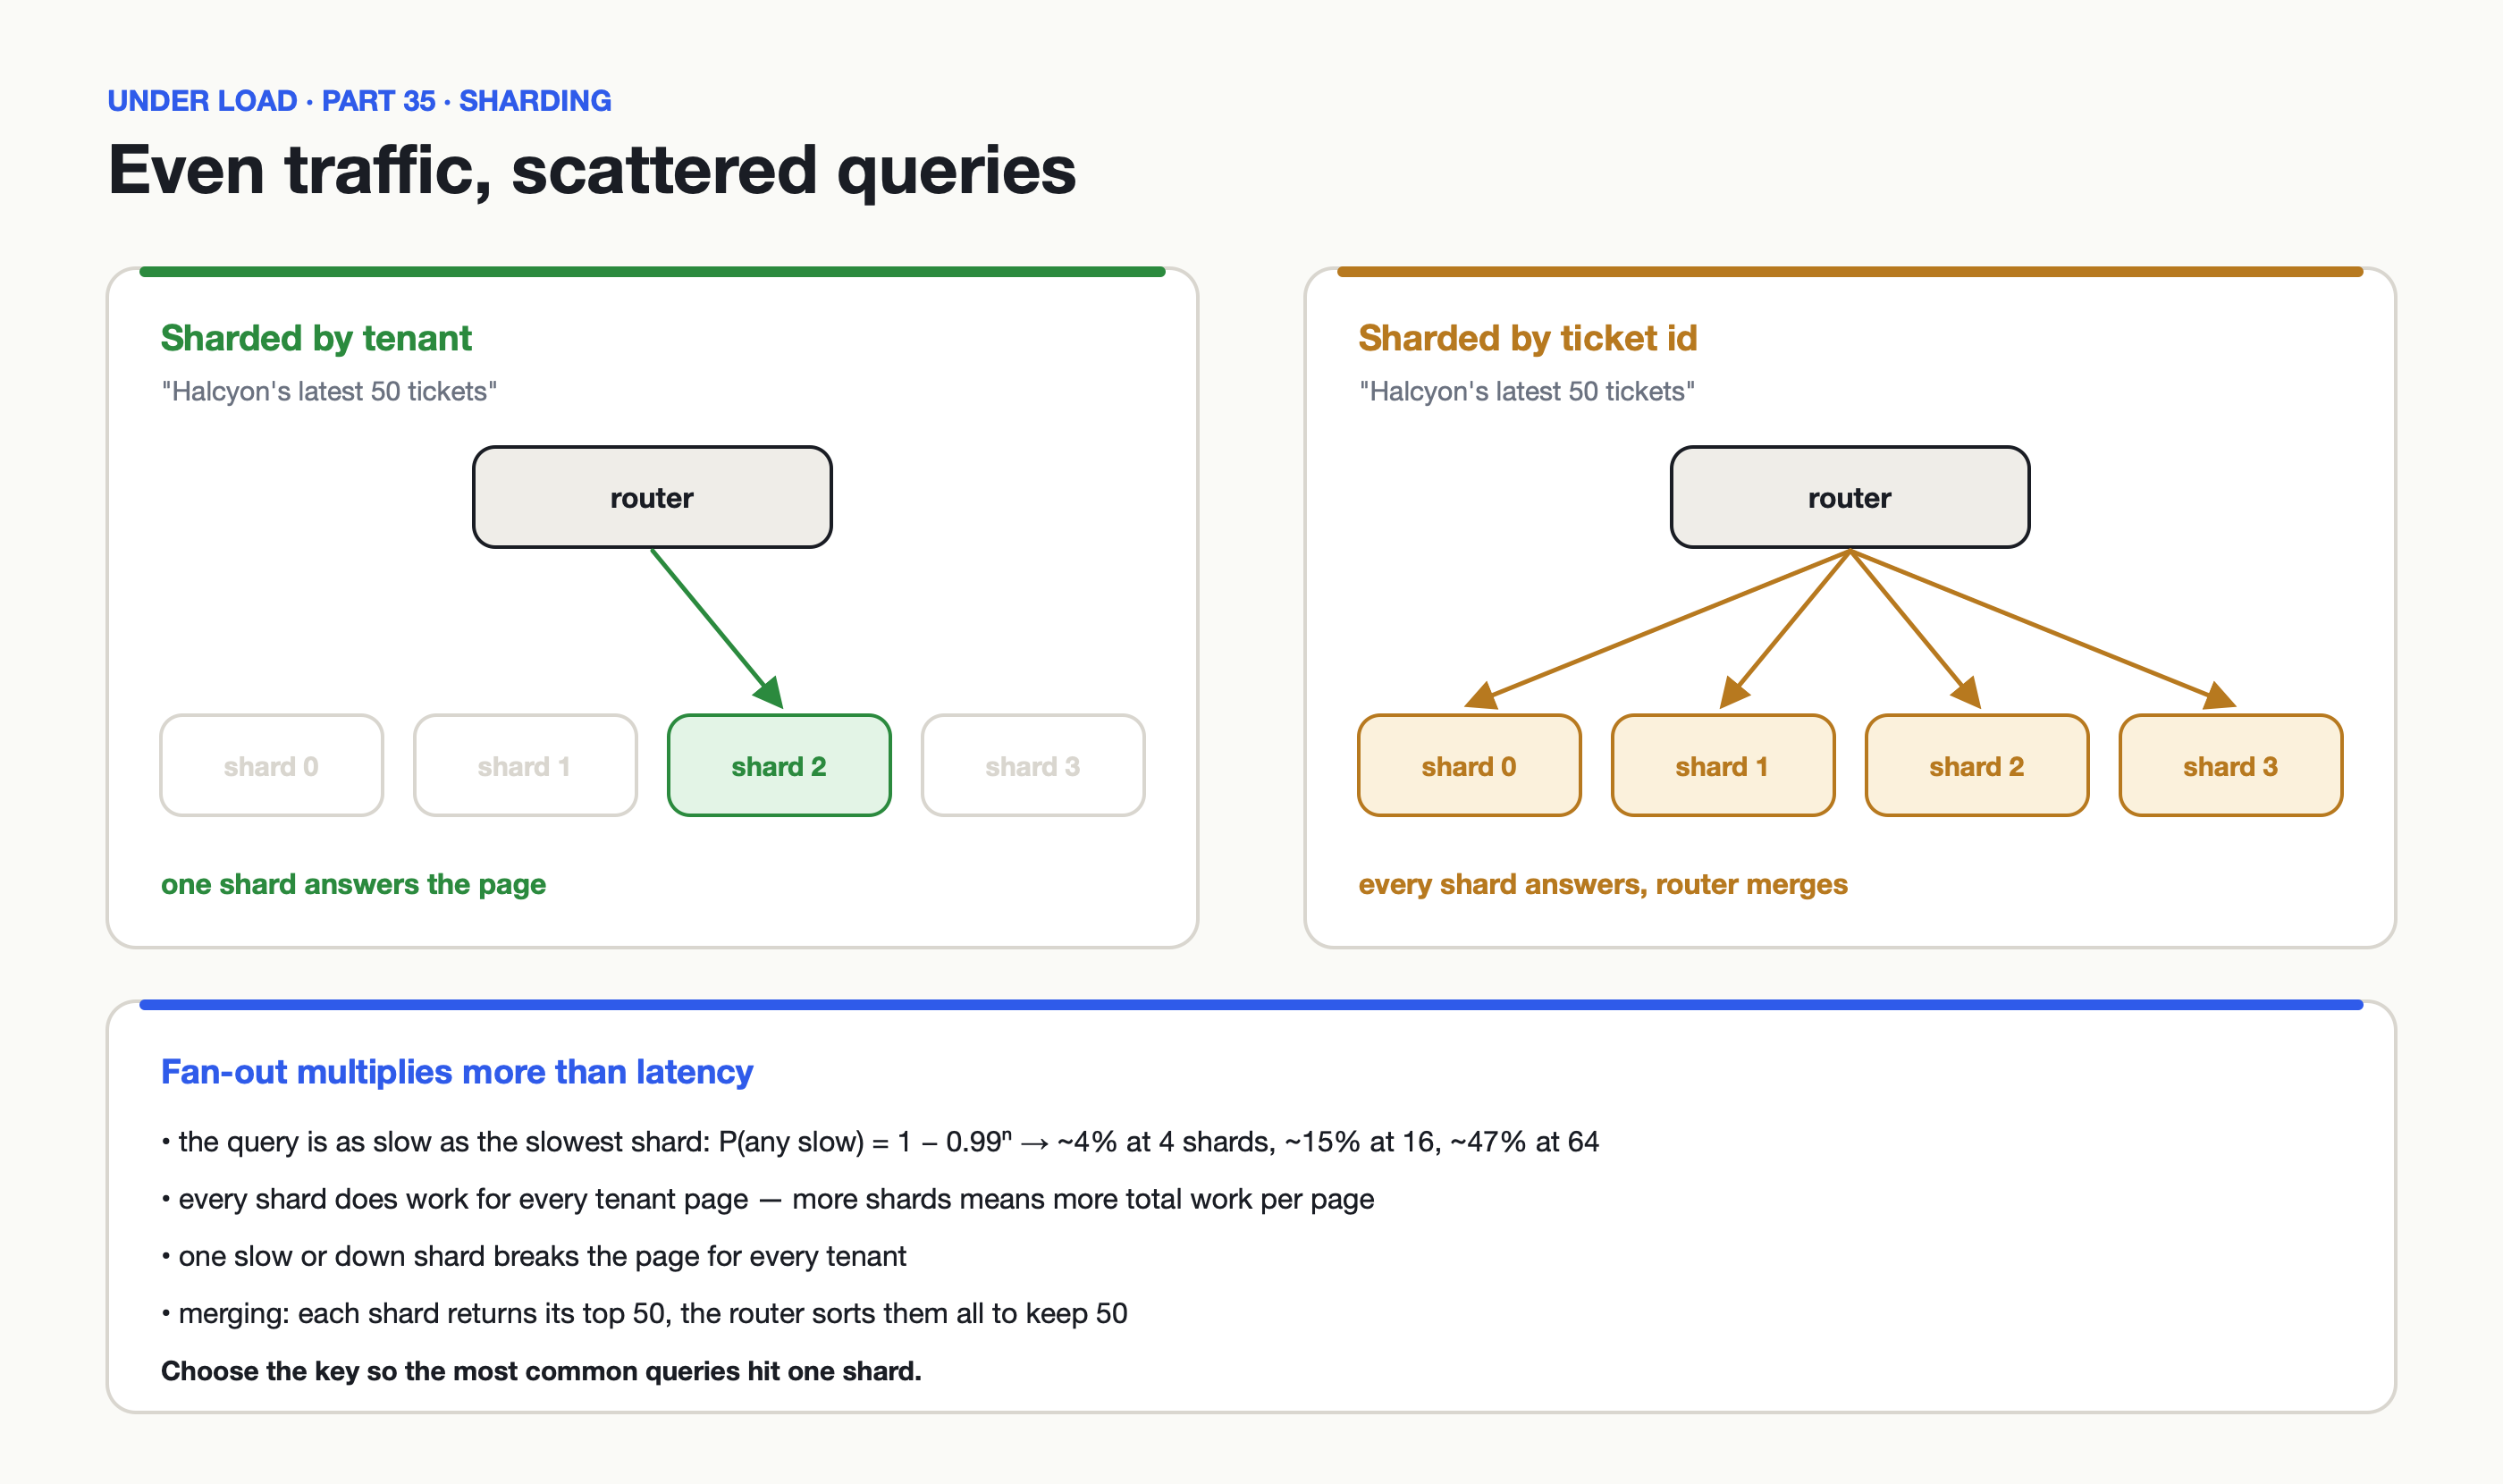 UNDER LOAD · PART 35 · SHARDING
Even traffic, scattered queries
Sharded by tenant
"Halcyon's latest 50 tickets"
router
shard 0
shard 1
shard 2
shard 3
one shard answers the page
Sharded by ticket id
"Halcyon's latest 50 tickets"
router
shard 0
shard 1
shard 2
shard 3
every shard answers, router merges
Fan-out multiplies more than latency
• the query is as slow as the slowest shard: P(any slow) = 1 − 0.99ⁿ → ~4% at 4 shards, ~15% at 16, ~47% at 64
• every shard does work for every tenant page — more shards means more total work per page
• one slow or down shard breaks the page for every tenant
• merging: each shard returns its top 50, the router sorts them all to keep 50
Choose the key so the most common queries hit one shard.